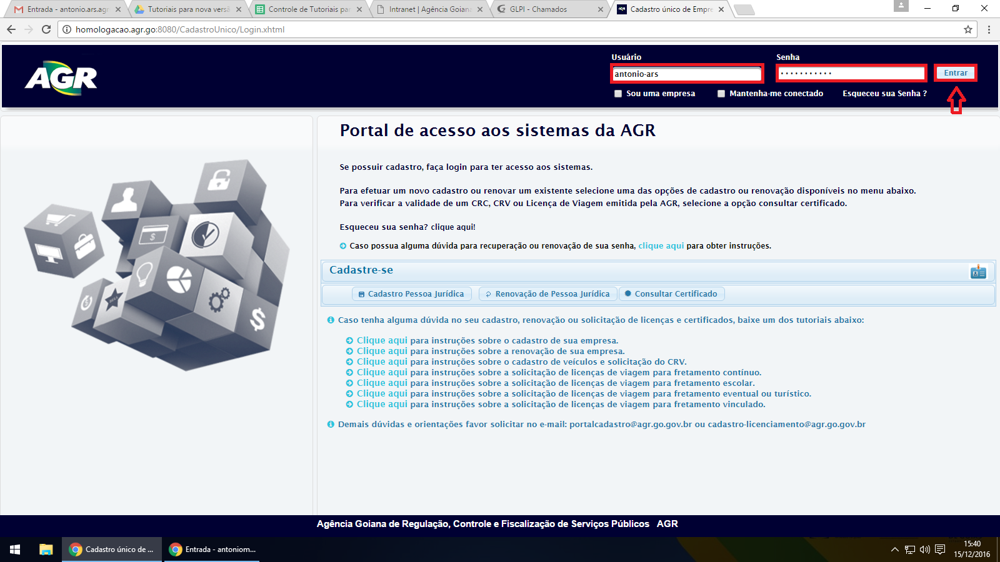 Entrada - antonio.ars.agr
Tutoriais para nova versã
Controle de Tutoriais pa
Intranet | Agência Goian
GLPI - Chamados
Cadastro único de Empre
homologacao.agr.go:8080/CadastroUnico/Login.xhtml
AGR
Usuário
Senha
antonio-ars
Entrar
Sou uma empresa
Mantenha-me conectado
Esqueceu sua Senha ?
Portal de acesso aos sistemas da AGR
Se possuir cadastro, faça login para ter acesso aos sistemas.
Para efetuar um novo cadastro ou renovar um existente selecione uma das opções de cadastro ou renovação disponíveis no menu abaixo.
Para verificar a validade de um CRC, CRV ou Licença de Viagem emitida pela AGR, selecione a opção consultar certificado.
Esqueceu sua senha? clique aqui!
Caso possua alguma dúvida para recuperação ou renovação de sua senha, clique aqui para obter instruções.
Cadastre-se
Cadastro Pessoa Jurídica
Renovação de Pessoa Jurídica
Consultar Certificado
Caso tenha alguma dúvida no seu cadastro, renovação ou solicitação de licenças e certificados, baixe um dos tutoriais abaixo:
Clique aqui para instruções sobre o cadastro de sua empresa.
Clique aqui para instruções sobre a renovação de sua empresa.
Clique aqui para instruções sobre o cadastro de veículos e solicitação do CRV.
Clique aqui para instruções sobre a solicitação de licenças de viagem para fretamento contínuo.
Clique aqui para instruções sobre a solicitação de licenças de viagem para fretamento escolar.
Clique aqui para instruções sobre a solicitação de licenças de viagem para fretamento eventual ou turístico.
Clique aqui para instruções sobre a solicitação de licenças de viagem para fretamento vinculado.
Demais dúvidas e orientações favor solicitar no e-mail: portalcadastro@agr.go.gov.br ou cadastro-licenciamento@agr.go.gov.br
Agência Goiana de Regulação, Controle e Fiscalização de Serviços Públicos AGR
Cadastro único de ...
Entrada - antoniom...
15:40
15/12/2016